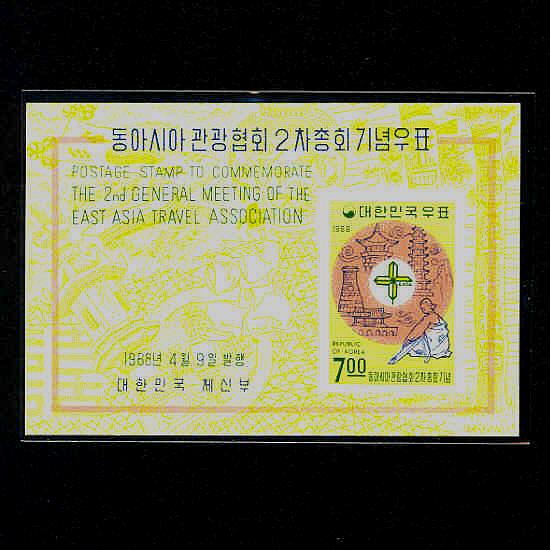 동아시아 관광협회 2차총회 기념우표
POSTAGE STAMP TO COMMEMORATE
THE 2nd GENERAL MEETING OF THE
EAST ASIA TRAVEL ASSOCIATION
대한민국우표
1968
REPUBLIC
OF KOREA
7 00
동아시아관광협회2차총회 기념
1968년 4월 9일 발행
대한민국 체신부